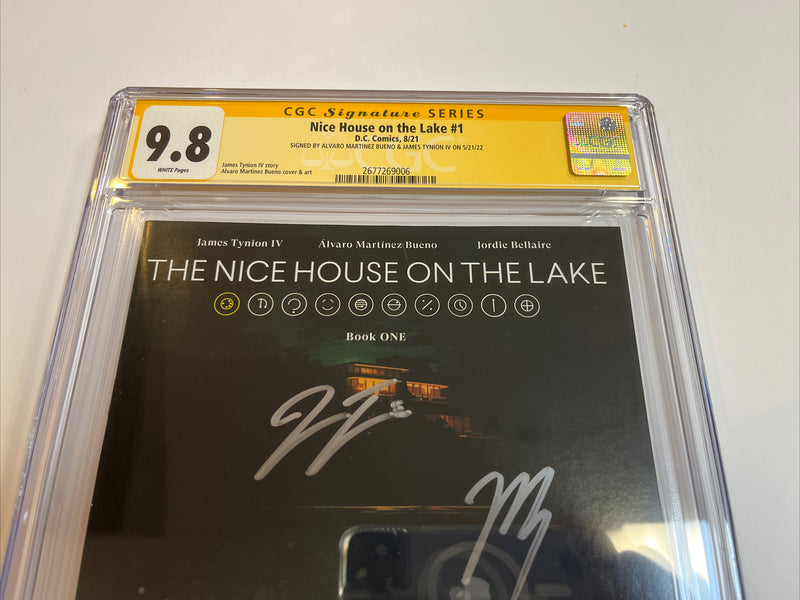 CGC Signature SERIES
Nice House on the Lake #1
D.C. Comics, 8/21
SIGNED BY ALVARO MARTINEZ BUENO & JAMES TYNION IV ON 5/21/22
9.8
WHITE Pages
James Tynion IV story
Alvaro Martinez Bueno cover & art
CGC
2677269006
James Tynion IV Álvaro Martínez Bueno Jordie Bellaire
THE NICE HOUSE ON THE LAKE
Book ONE